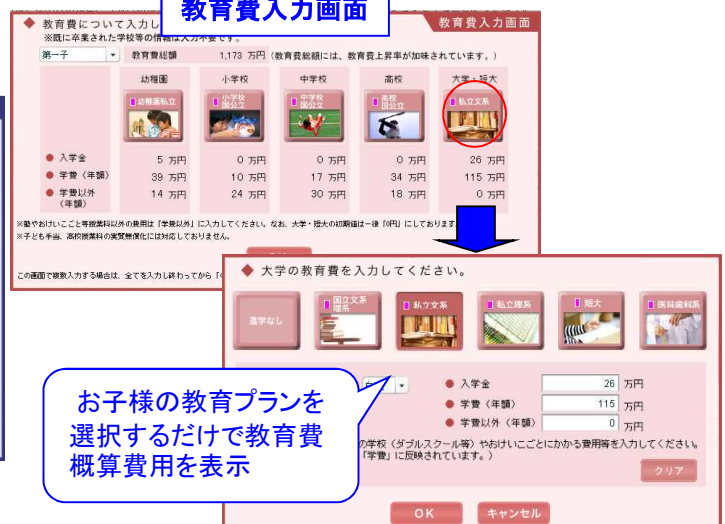 教育費入力画面
教育費入力画面
◆ 教育費について入力し
※既に卒業された学校等の情報は入力不要です。
第一子 教育費総額 1,173 万円 (教育費総額には、教育費上昇率が加味されています。)
幼稚園 小学校 中学校 高校 大学・短大
幼稚園私立 小学校国公立 中学校国公立 高校国公立 私立文系
● 入学金 5 万円 0 万円 0 万円 0 万円 26 万円
● 学費 (年額) 39 万円 10 万円 17 万円 34 万円 115 万円
● 学費以外(年額) 14 万円 24 万円 30 万円 18 万円 0 万円
※塾やおけいこごと等授業料以外の費用は「学費以外」に入力してください。なお、大学・短大の初期値は一律「0円」にしており
※子ども手当、高校授業料の実質無償化には対応しておりません。
この画面で複数入力する場合は、全てを入力し終わってから「
◆ 大学の教育費を入力してください。
進学なし 国立文系理系 私立文系 私立理系 短大 医科歯科系
● 入学金 26 万円
● 学費 (年額) 115 万円
● 学費以外 (年額) 0 万円
の学校 (ダブルスクール等) やおけいこごとにかかる費用等を入力してください。
「学費」に反映されています。)
クリア
OK キャンセル
お子様の教育プランを
選択するだけで教育費
概算費用を表示